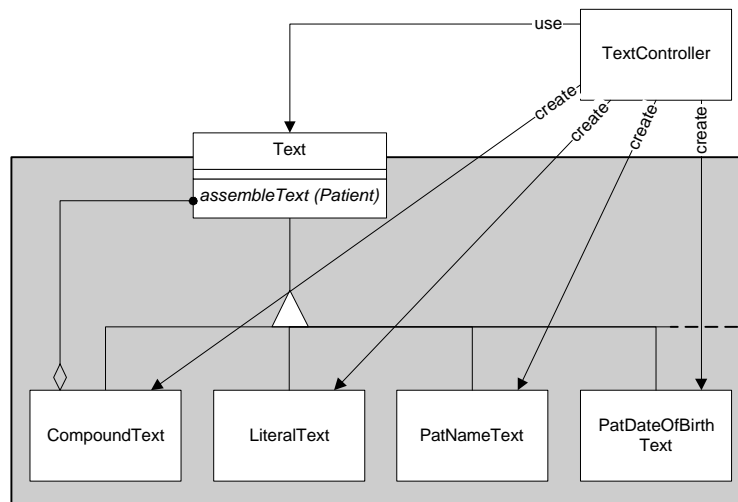 use
TextController
create
create
create
create
Text
assembleText (Patient)
CompoundText
LiteralText
PatNameText
PatDateOfBirth
Text